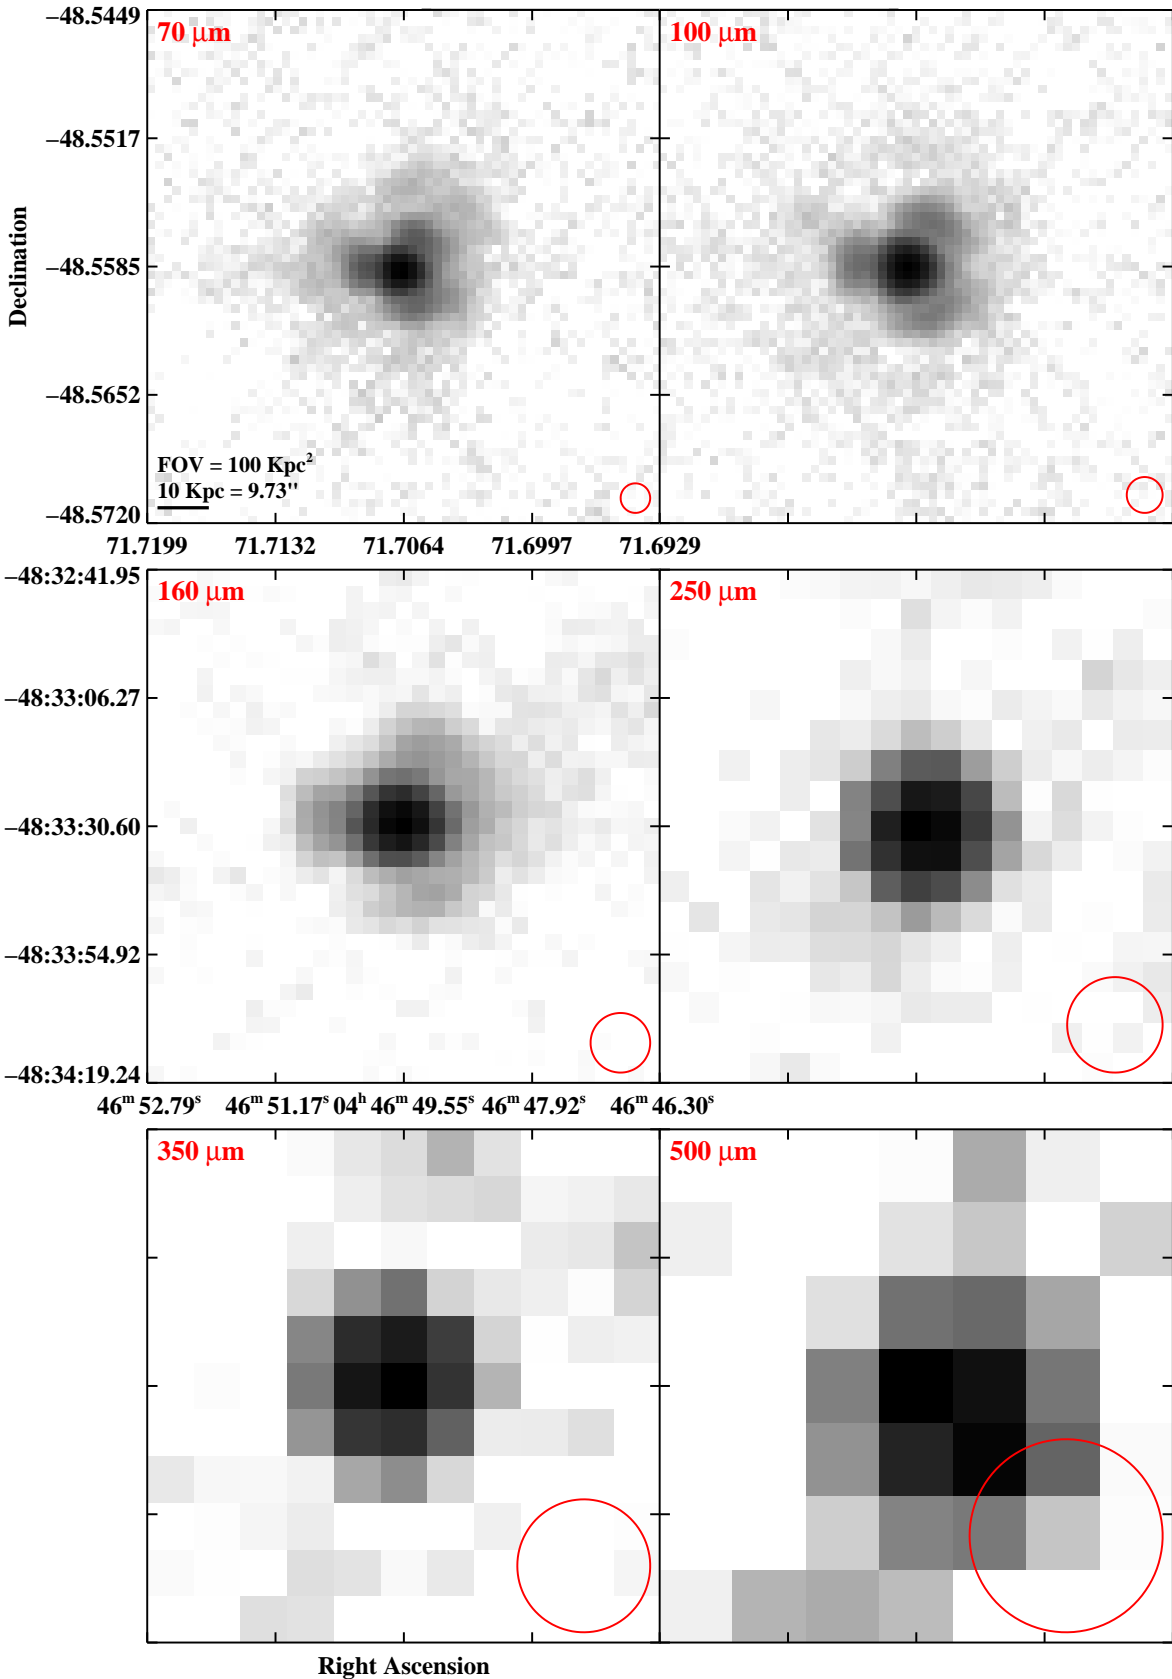 −48.5449
70 μm
100 μm
−48.5517
Declination
−48.5585
−48.5652
FOV = 100 Kpc²
10 Kpc = 9.73"
−48.5720
71.7199 71.7132 71.7064 71.6997 71.6929
−48:32:41.95
160 μm
250 μm
−48:33:06.27
−48:33:30.60
−48:33:54.92
−48:34:19.24
46ᵐ 52.79ˢ 46ᵐ 51.17ˢ 04ʰ 46ᵐ 49.55ˢ 46ᵐ 47.92ˢ 46ᵐ 46.30ˢ
350 μm
500 μm
Right Ascension